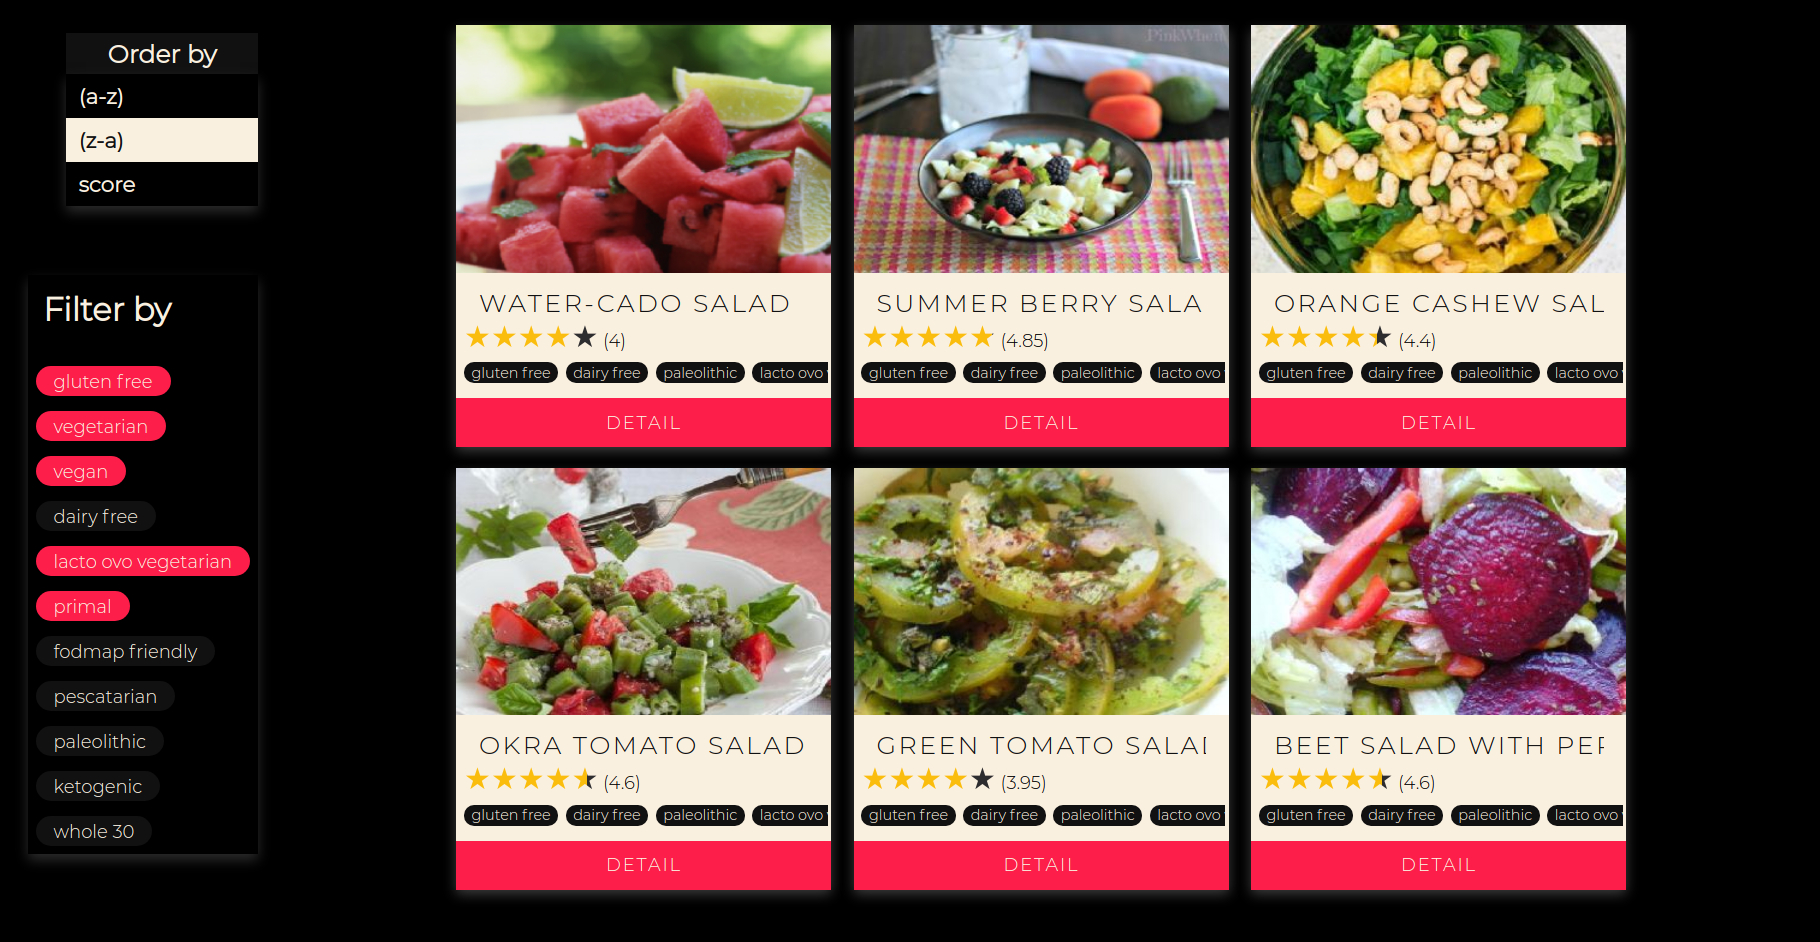 Order by
(a-z)
(z-a)
score
Filter by
gluten free
vegetarian
vegan
dairy free
lacto ovo vegetarian
primal
fodmap friendly
pescatarian
paleolithic
ketogenic
whole 30
WATER-CADO SALAD
(4)
gluten free dairy free paleolithic lacto ovo
DETAIL
PinkWhen
SUMMER BERRY SALA
(4.85)
gluten free dairy free paleolithic lacto ovo
DETAIL
ORANGE CASHEW SAL
(4.4)
gluten free dairy free paleolithic lacto ovo
DETAIL
OKRA TOMATO SALAD
(4.6)
gluten free dairy free paleolithic lacto ovo
DETAIL
GREEN TOMATO SALAD
(3.95)
gluten free dairy free paleolithic lacto ovo
DETAIL
BEET SALAD WITH PEP
(4.6)
gluten free dairy free paleolithic lacto ovo
DETAIL